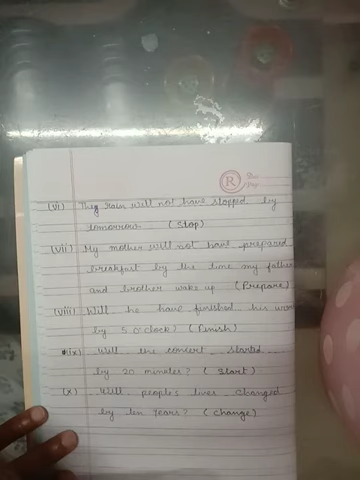 R
(vi) They rain will not have stopped by
tomorrow (Stop)
(vii) My mother will not have prepared
breakfast by the time my father
and brother wake up (Prepare)
(viii) Will he have finished his work
by 5 o'clock? (Finish)
(ix) Will the concert started
by 20 minutes? (Start)
(x) Will people lives changed
by ten years? (Change)